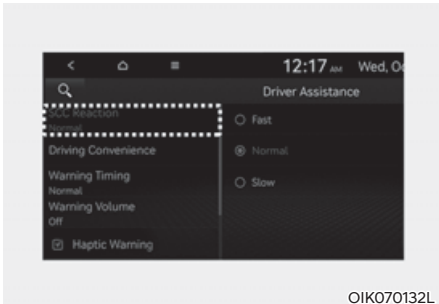 12:17 AM Wed, Oc
Driver Assistance
SCC Reaction
Normal
Fast
Driving Convenience
Normal
Warning Timing
Normal
Slow
Warning Volume
Off
Haptic Warning
OIK070132L